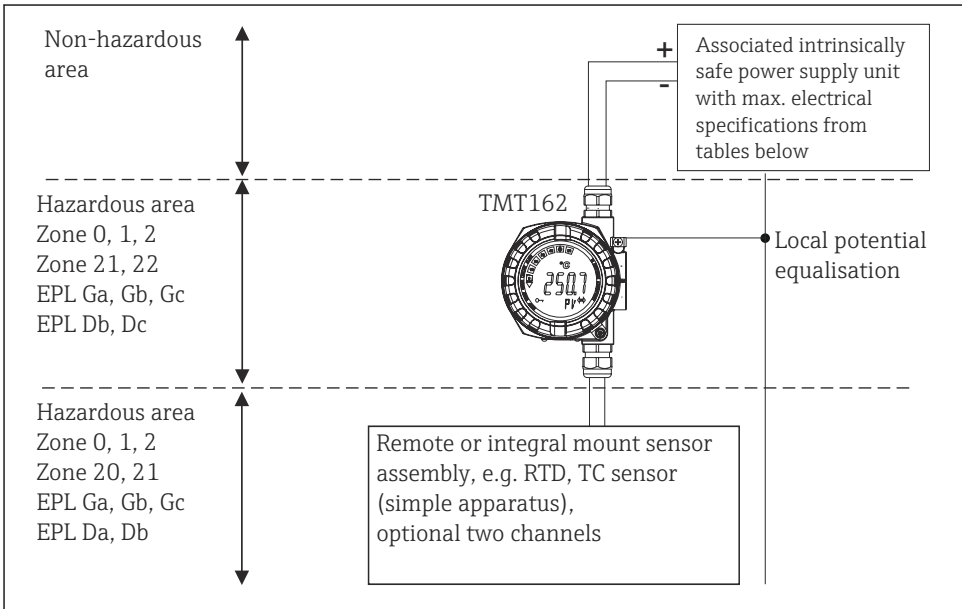 Non-hazardous
area
+
-
Associated intrinsically
safe power supply unit
with max. electrical
specifications from
tables below
Hazardous area
Zone 0, 1, 2
Zone 21, 22
EPL Ga, Gb, Gc
EPL Db, Dc
TMT162
°C
250.7
PV
Local potential
equalisation
Hazardous area
Zone 0, 1, 2
Zone 20, 21
EPL Ga, Gb, Gc
EPL Da, Db
Remote or integral mount sensor
assembly, e.g. RTD, TC sensor
(simple apparatus),
optional two channels